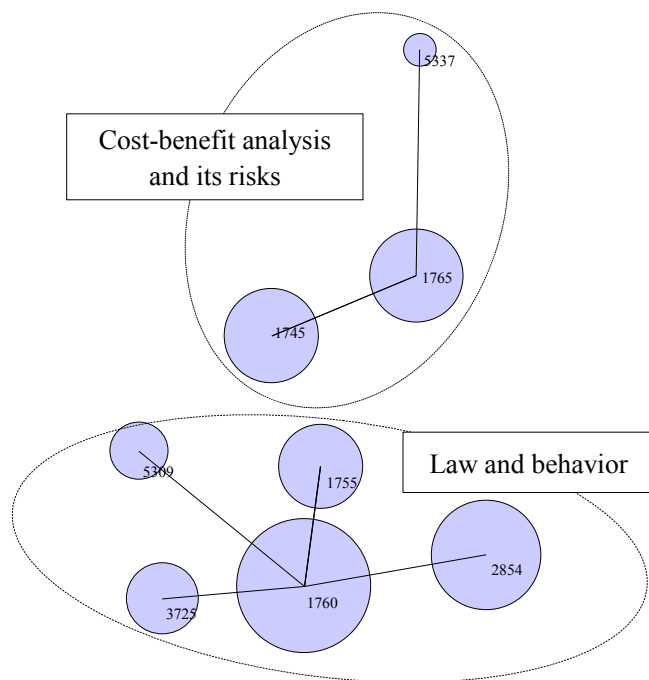 5337
Cost-benefit analysis
and its risks
1765
1745
Law and behavior
5309
1755
2854
1760
3725